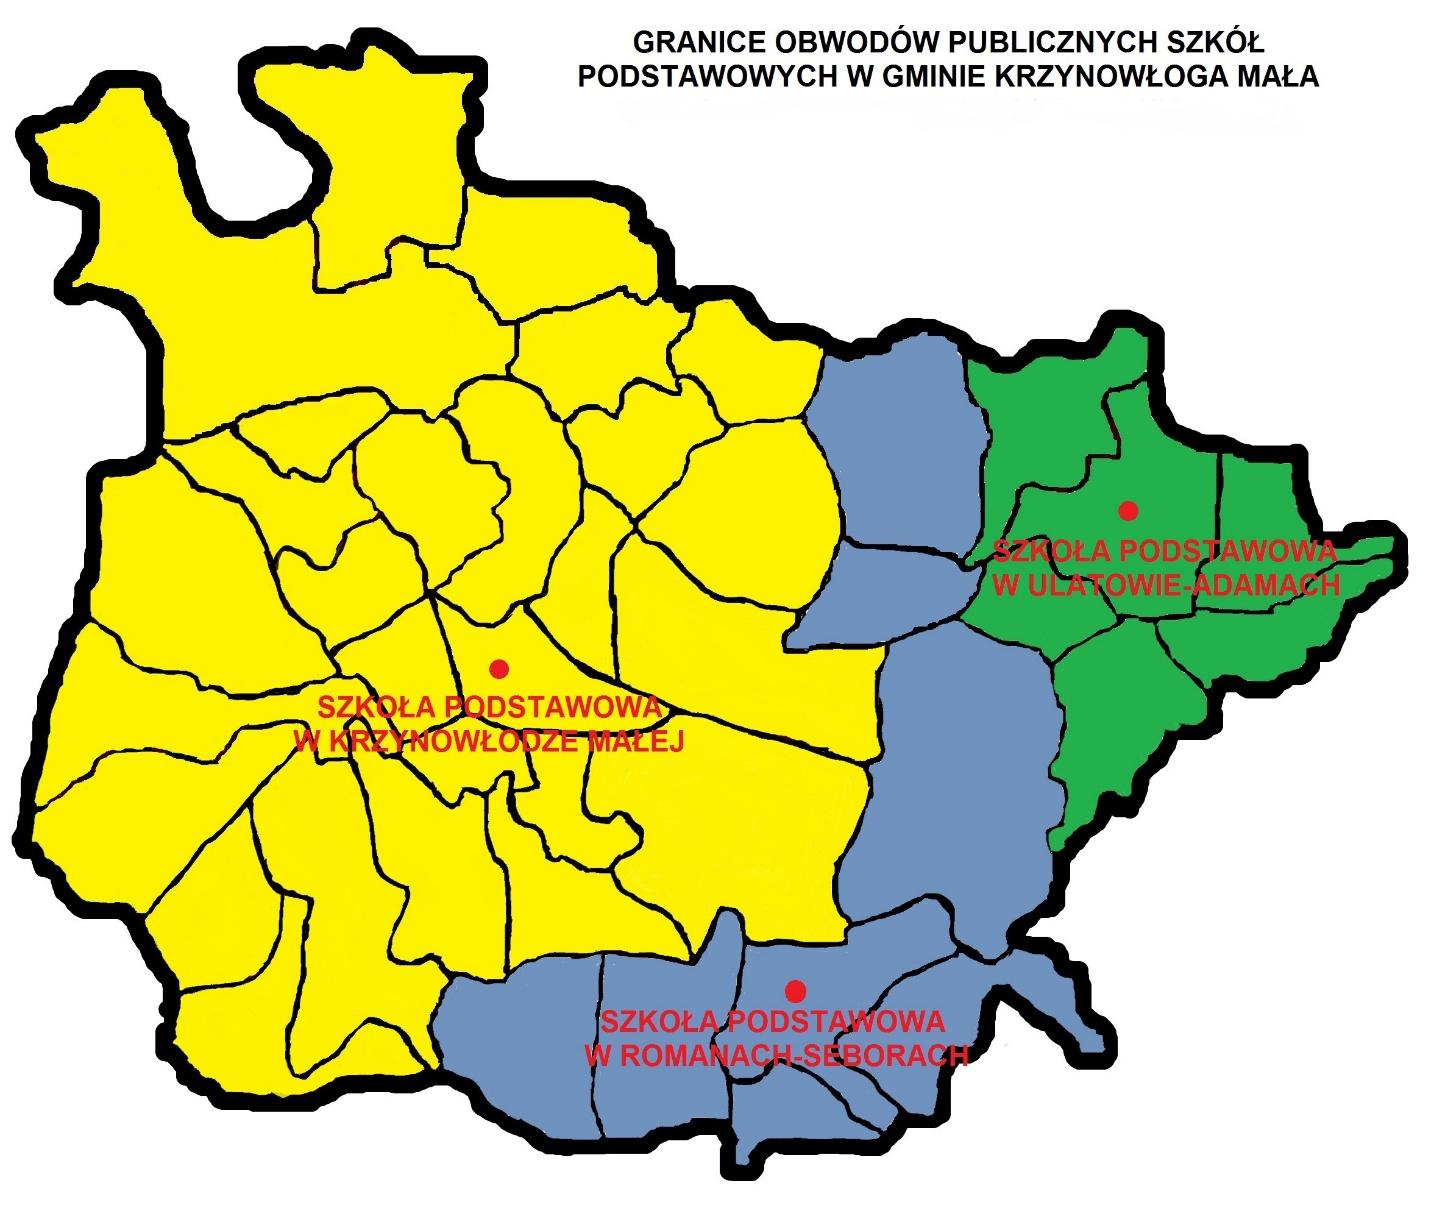 GRANICE OBWODÓW PUBLICZNYCH SZKÓŁ
PODSTAWOWYCH W GMINIE KRZYNOWŁOGA MAŁA
SZKOŁA PODSTAWOWA
W ULATOWIE-ADAMACH
SZKOŁA PODSTAWOWA
W KRZYNOWŁODZE MAŁEJ
SZKOŁA PODSTAWOWA
W ROMANACH-SEBORACH